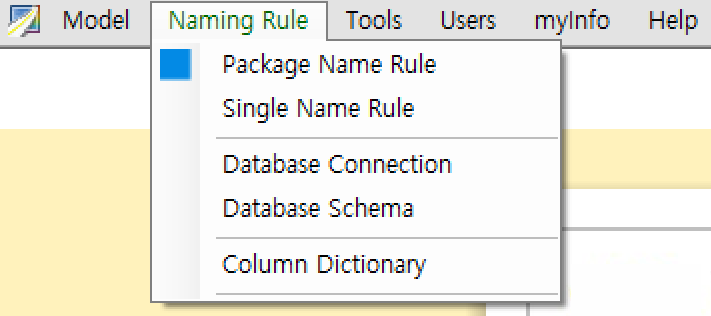 Model Naming Rule Tools Users myInfo Help
Package Name Rule
Single Name Rule
Database Connection
Database Schema
Column Dictionary